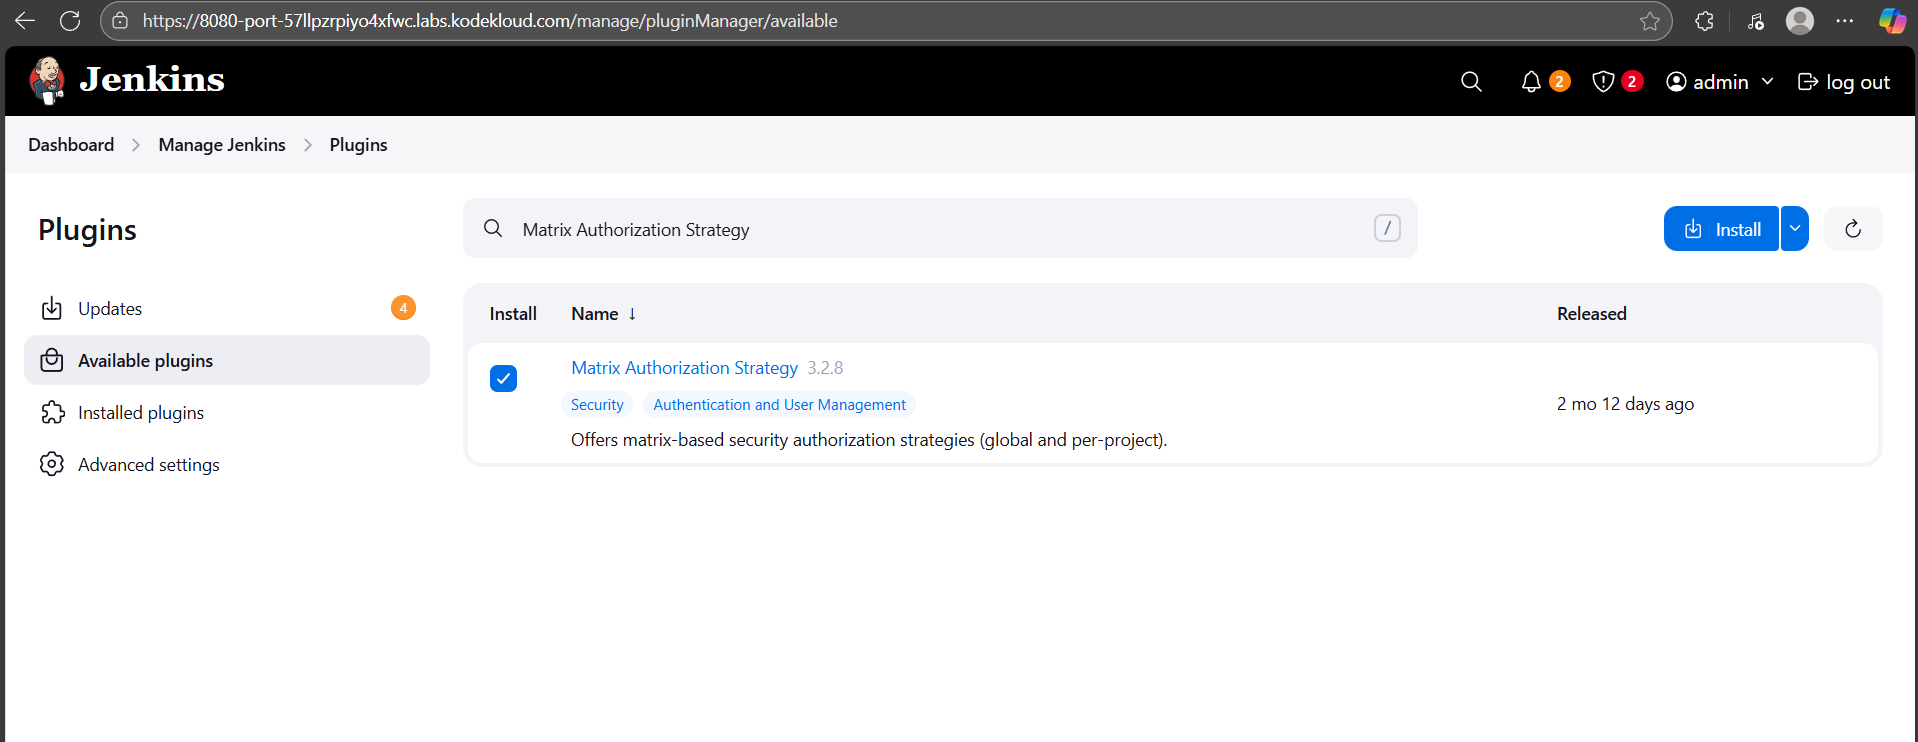 https://8080-port-57llpzrpiyo4xfwc.labs.kodekloud.com/manage/pluginManager/available
Jenkins
2
2
admin
log out
Dashboard
Manage Jenkins
Plugins
Plugins
Matrix Authorization Strategy
/
Install
Updates
4
Available plugins
Installed plugins
Advanced settings
Install
Name ↓
Released
Matrix Authorization Strategy 3.2.8
Security
Authentication and User Management
2 mo 12 days ago
Offers matrix-based security authorization strategies (global and per-project).